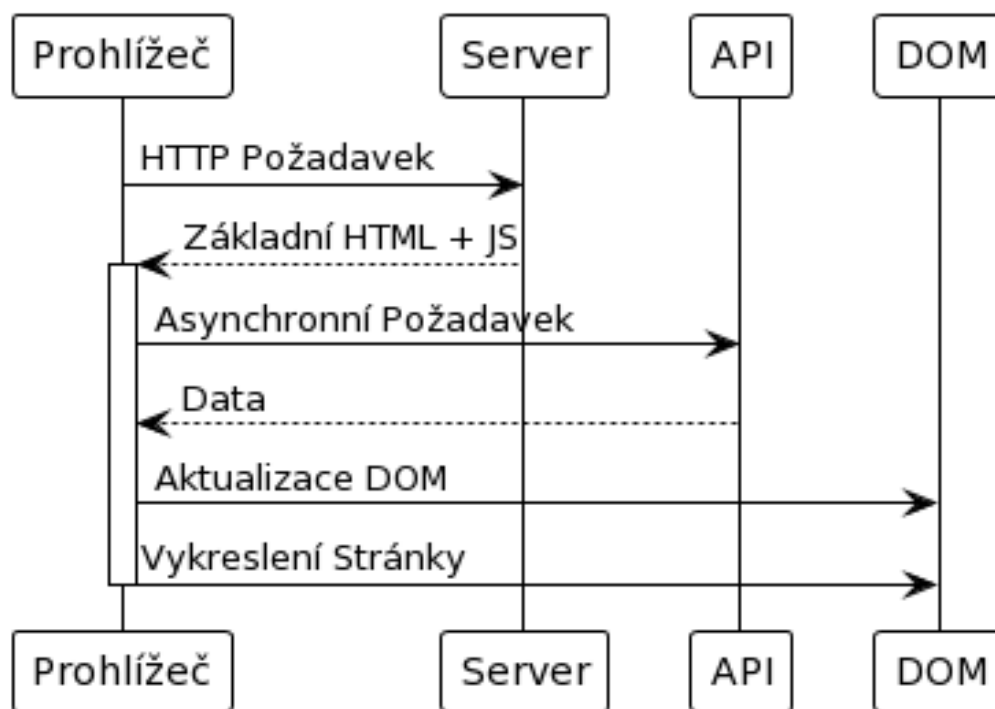 Prohlížeč Server API DOM
HTTP Požadavek
Základní HTML + JS
Asynchronní Požadavek
Data
Aktualizace DOM
Vykreslení Stránky
Prohlížeč Server API DOM